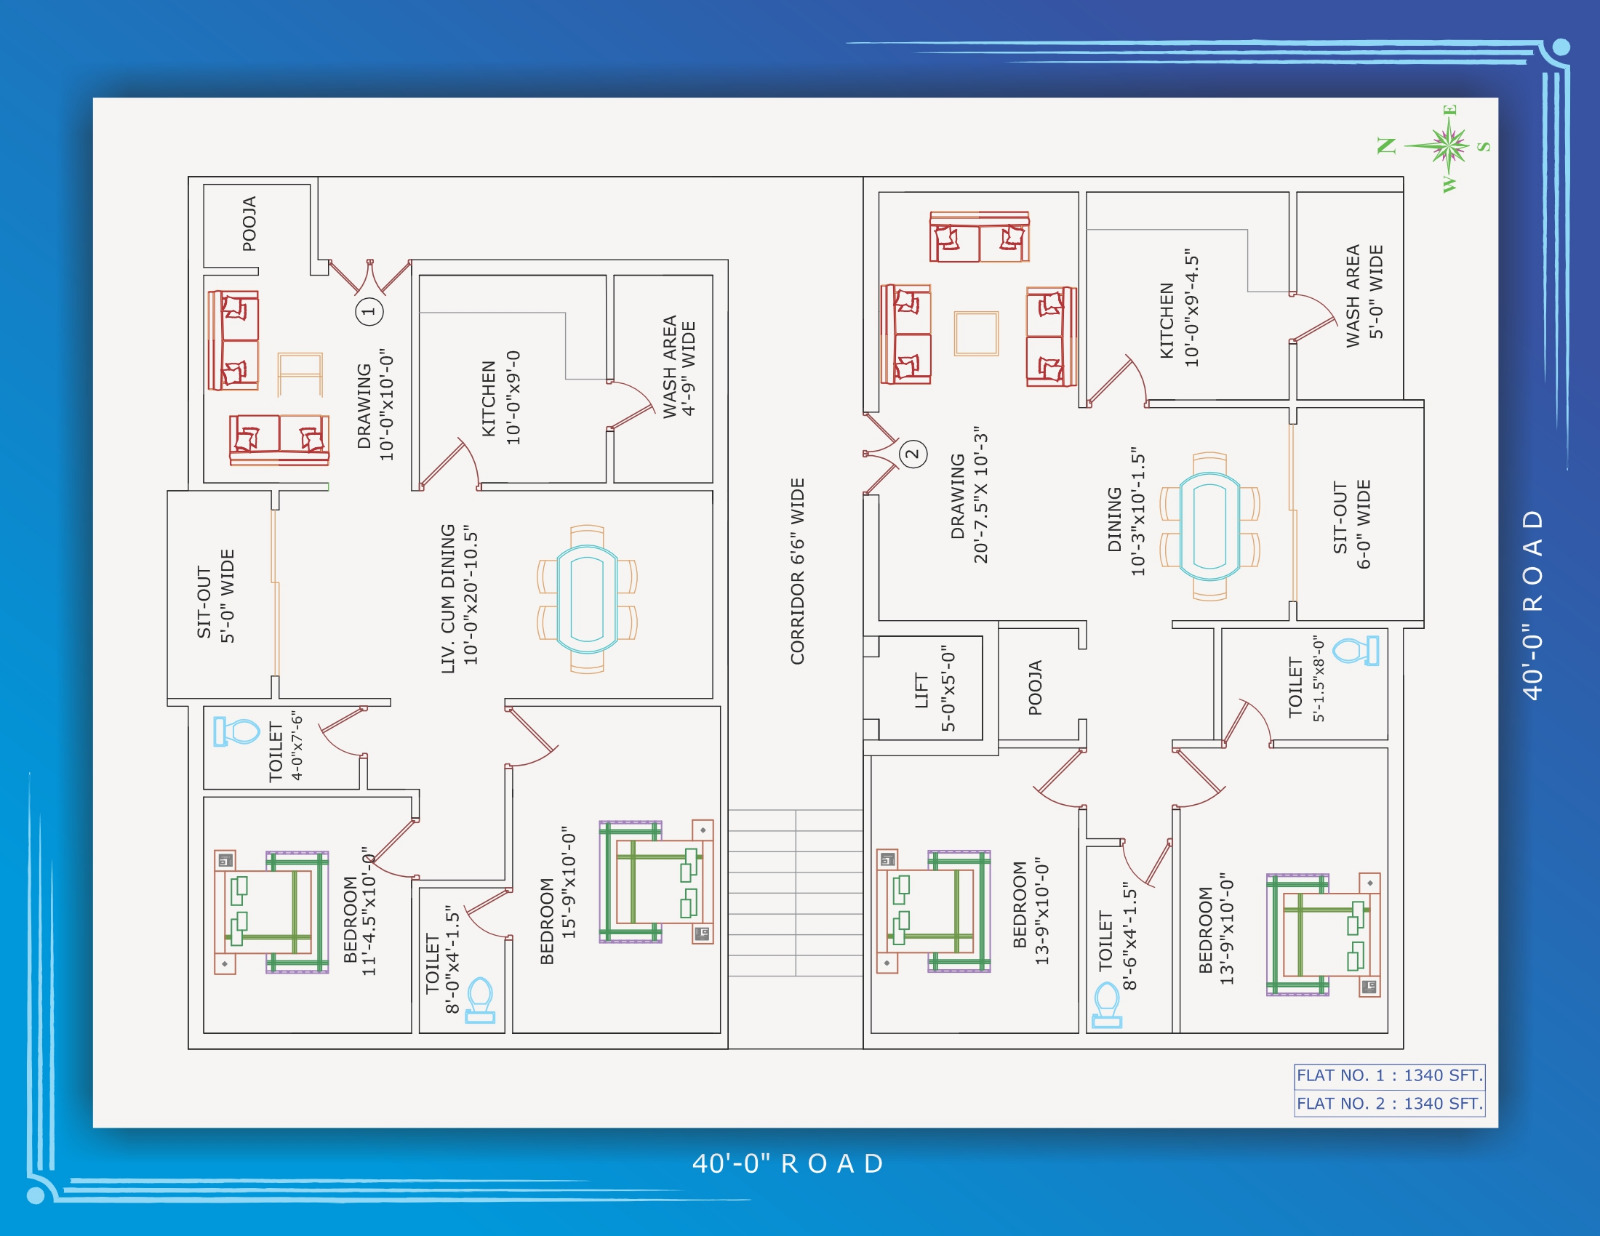 E
N
S
W
POOJA
1
DRAWING
10'-0"x10'-0"
KITCHEN
10'-0"x9'-0
WASH AREA
4'-9" WIDE
SIT-OUT
5'-0" WIDE
LIV. CUM DINING
10'-0"x20'-10.5"
TOILET
4-0"x7'-6"
BEDROOM
11'-4.5"x10'-0"
TOILET
8'-0"x4'-1.5"
BEDROOM
15'-9"x10'-0"
CORRIDOR 6'6" WIDE
2
DRAWING
20'-7.5"X 10'-3"
KITCHEN
10'-0"x9'-4.5"
WASH AREA
5'-0" WIDE
DINING
10'-3"x10'-1.5"
SIT-OUT
6-0" WIDE
LIFT
5-0"x5'-0"
POOJA
TOILET
5'-1.5"x8'-0"
BEDROOM
13-9"x10'-0"
TOILET
8'-6"x4'-1.5"
BEDROOM
13'-9"x10'-0"
40'-0" ROAD
FLAT NO. 1 : 1340 SFT.
FLAT NO. 2 : 1340 SFT.
40'-0" ROAD